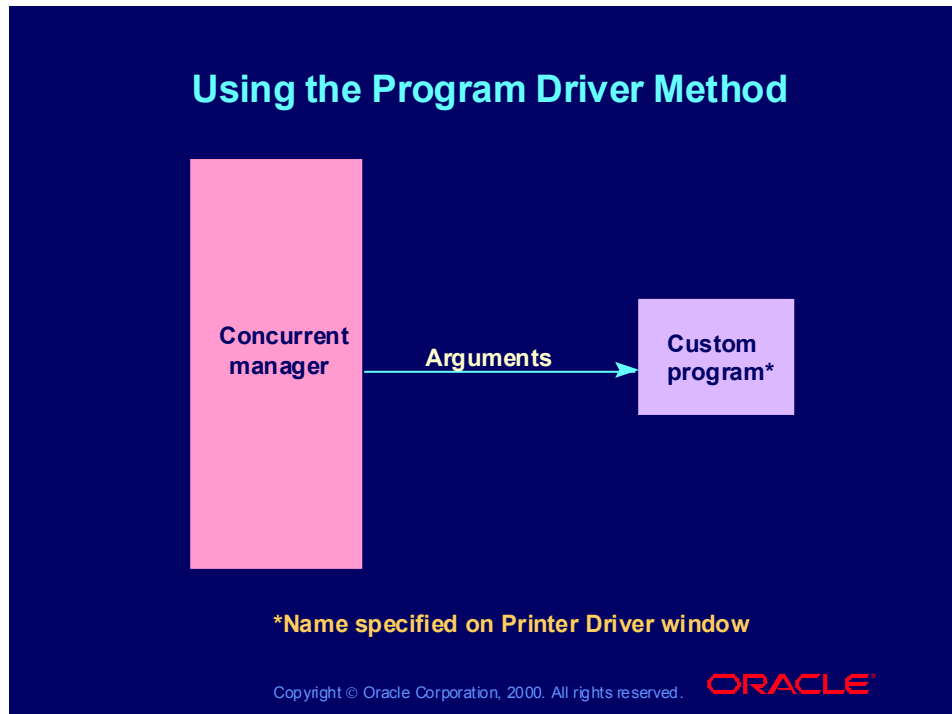 Using the Program Driver Method
Concurrent
manager
Arguments
Custom
program*
*Name specified on Printer Driver window
Copyright © Oracle Corporation, 2000. All rights reserved.
ORACLE®